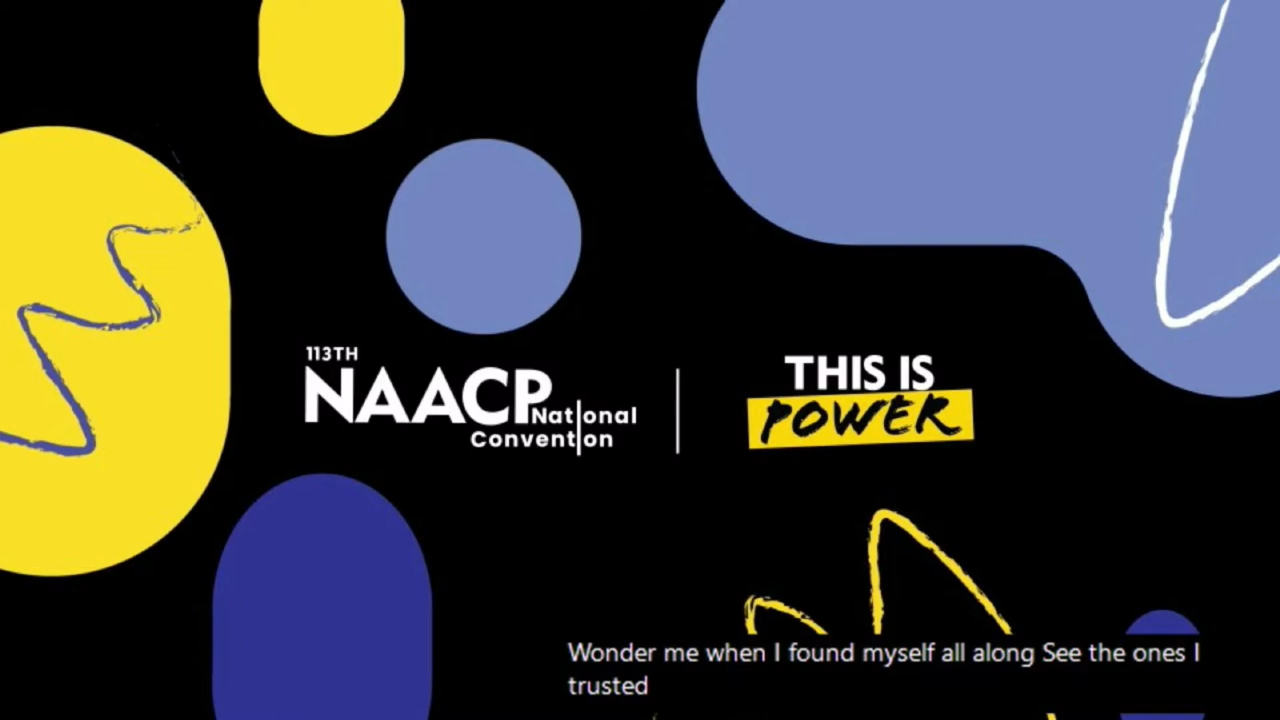 113TH
NAACP
National
Convention
THIS IS
POWER
Wonder me when I found myself all along See the ones I
trusted